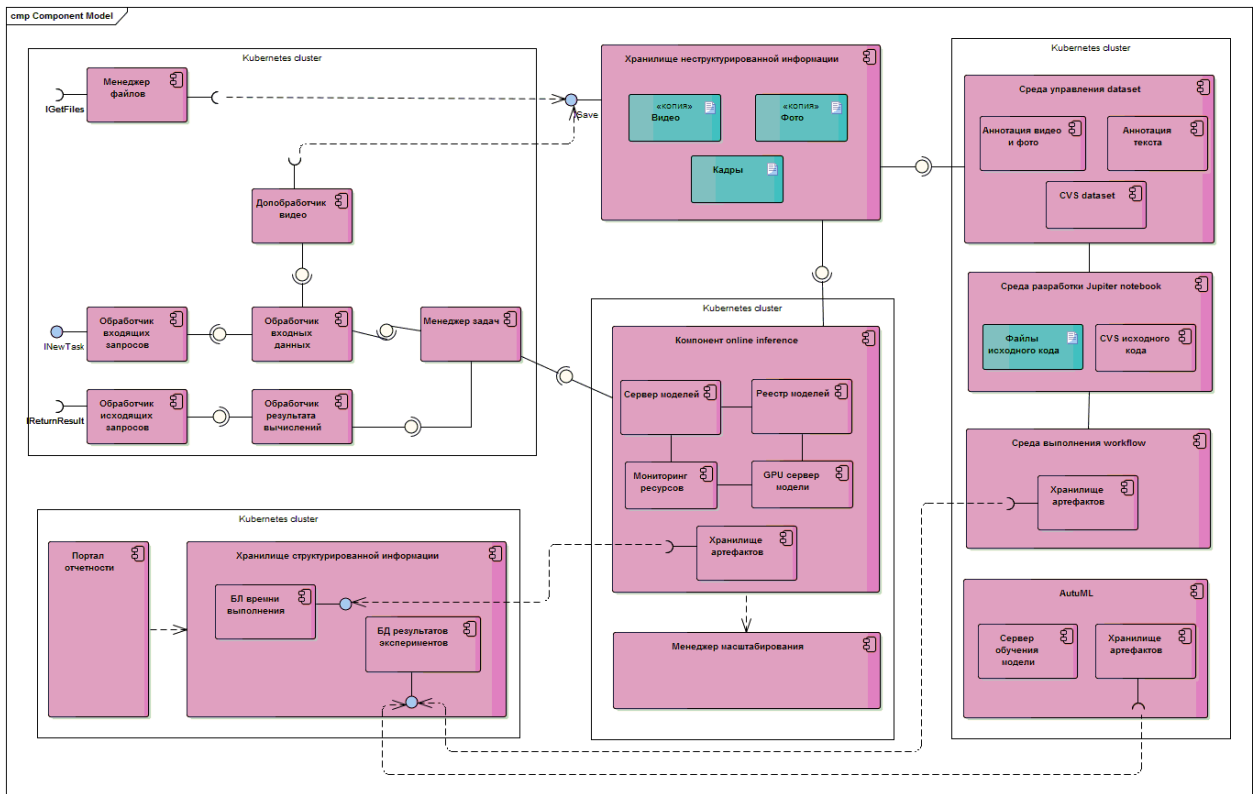 cmp Component Model
Kubernetes cluster
Менеджер
файлов
IGetFiles
Допобработчик
видео
Обработчик
входящих
запросов
INewTask
Обработчик
входных
данных
Менеджер задач
Обработчик
исходящих
запросов
IReturnResult
Обработчик
результата
вычислений
Save
Хранилище неструктурированной информации
«копия»
Видео
«копия»
Фото
Кадры
Kubernetes cluster
Среда управления dataset
Аннотация видео
и фото
Аннотация
текста
CVS dataset
Среда разработки Jupiter notebook
Файлы
исходного кода
CVS исходного
кода
Среда выполнения workflow
Хранилище
артефактов
AutuML
Сервер
обучения
модели
Хранилище
артефактов
Kubernetes cluster
Компонент online inference
Сервер моделей
Реестр моделей
Мониторинг
ресурсов
GPU сервер
модели
Хранилище
артефактов
Менеджер масштабирования
Kubernetes cluster
Портал
отчетности
Хранилище структурированной информации
БЛ времни
выполнения
БД результатов
экспериментов